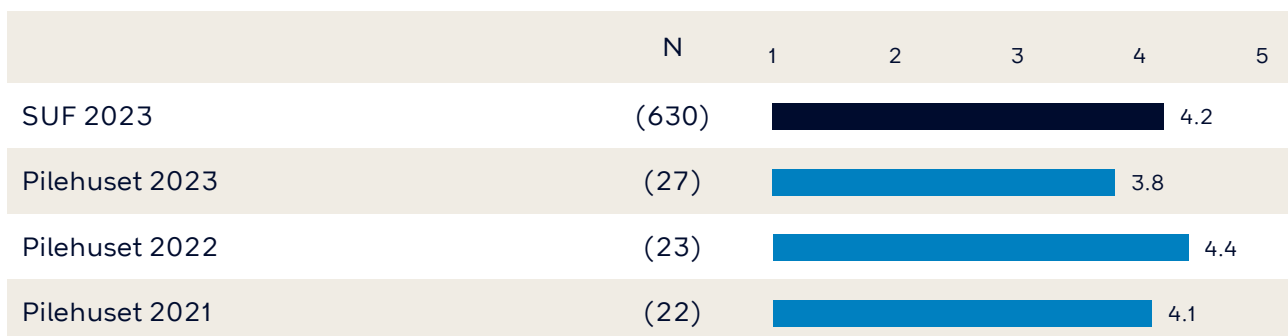 N 1 2 3 4 5
SUF 2023 (630) 4.2
Pilehuset 2023 (27) 3.8
Pilehuset 2022 (23) 4.4
Pilehuset 2021 (22) 4.1